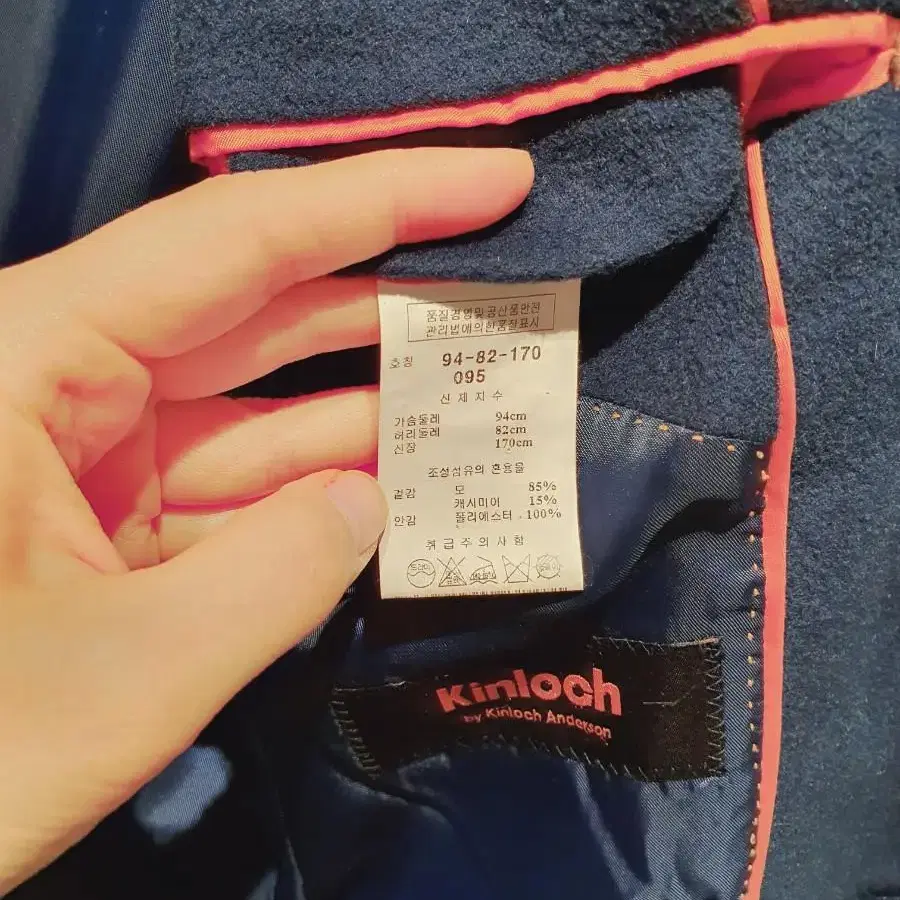 품질경영및공산품안전
관리법에의한품질표시
호칭 94-82-170
095
신체치수
가슴둘레 94cm
허리둘레 82cm
신장 170cm
조성섬유의 혼용율
겉감 모 85%
캐시미어 15%
안감 폴리에스터 100%
취급주의사항
드라이
Kinloch
by Kinloch Anderson